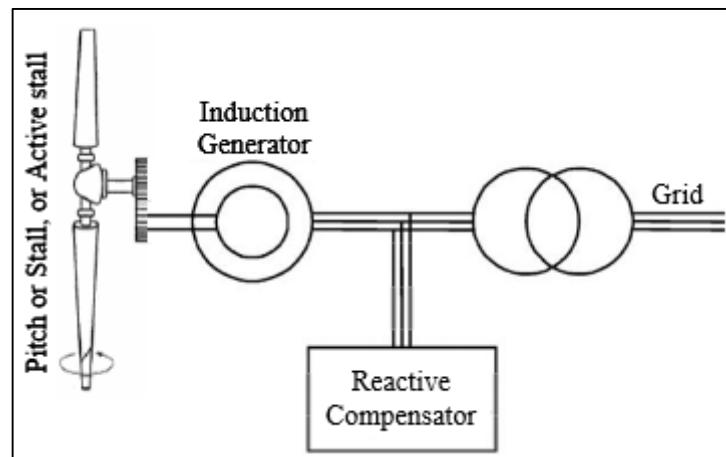 Pitch or Stall, or Active stall
Induction
Generator
Grid
Reactive
Compensator